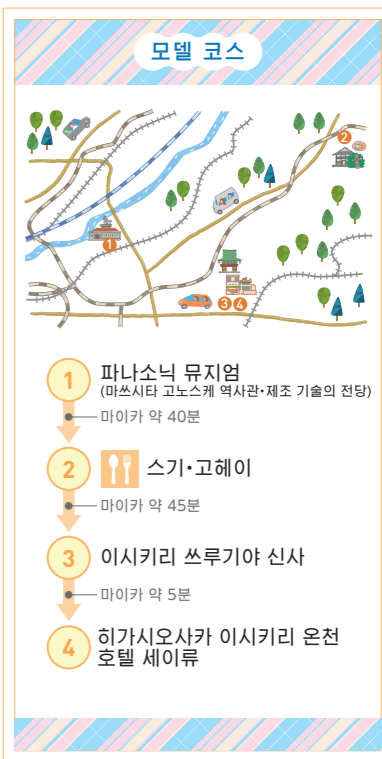 모델 코스
2
1
3 4
1
파나소닉 뮤지엄
(마쓰시타 고노스케 역사관•제조 기술의 전당)
마이카 약 40분
2
스기•고헤이
마이카 약 45분
3
이시키리 쓰루기야 신사
마이카 약 5분
4
히가시오사카 이시키리 온천
호텔 세이류